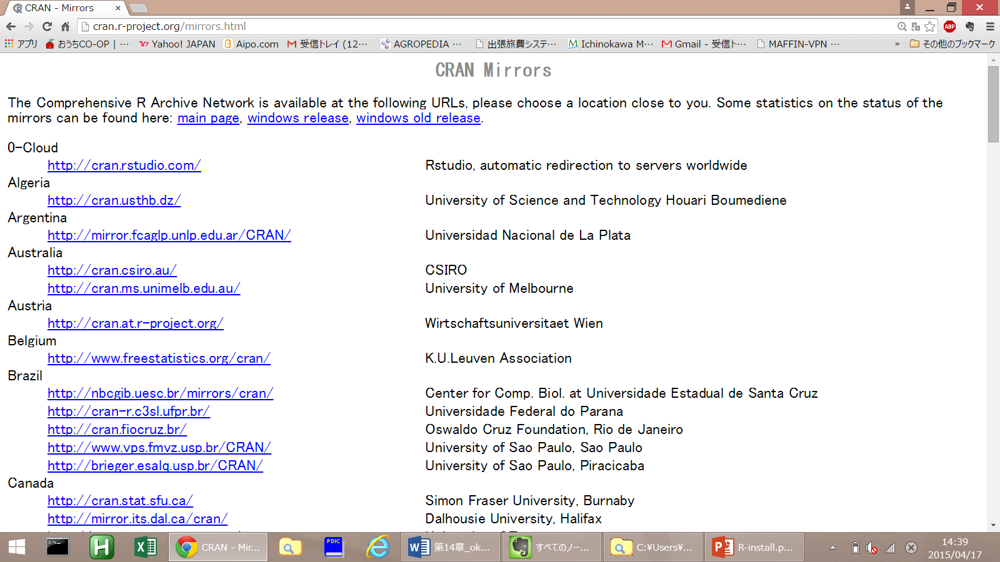 CRAN - Mirrors
cran.r-project.org/mirrors.html
ABP
アプリ おうちCO-OP | … Yahoo! JAPAN Aipo.com 受信トレイ (12… AGROPEDIA … 出張旅費システ… Ichinokawa M… Gmail - 受信ト… MAFFIN-VPN … » その他のブックマーク
CRAN Mirrors
The Comprehensive R Archive Network is available at the following URLs, please choose a location close to you. Some statistics on the status of the
mirrors can be found here: main page, windows release, windows old release.
0-Cloud
http://cran.rstudio.com/ Rstudio, automatic redirection to servers worldwide
Algeria
http://cran.usthb.dz/ University of Science and Technology Houari Boumediene
Argentina
http://mirror.fcaglp.unlp.edu.ar/CRAN/ Universidad Nacional de La Plata
Australia
http://cran.csiro.au/ CSIRO
http://cran.ms.unimelb.edu.au/ University of Melbourne
Austria
http://cran.at.r-project.org/ Wirtschaftsuniversitaet Wien
Belgium
http://www.freestatistics.org/cran/ K.U.Leuven Association
Brazil
http://nbcgib.uesc.br/mirrors/cran/ Center for Comp. Biol. at Universidade Estadual de Santa Cruz
http://cran-r.c3sl.ufpr.br/ Universidade Federal do Parana
http://cran.fiocruz.br/ Oswaldo Cruz Foundation, Rio de Janeiro
http://www.vps.fmvz.usp.br/CRAN/ University of Sao Paulo, Sao Paulo
http://brieger.esalq.usp.br/CRAN/ University of Sao Paulo, Piracicaba
Canada
http://cran.stat.sfu.ca/ Simon Fraser University, Burnaby
http://mirror.its.dal.ca/cran/ Dalhousie University, Halifax
CRAN - Mir... PDIC 第14章_ok... すべてのノー... C:¥Users¥... R-install.p...
14:39
2015/04/17